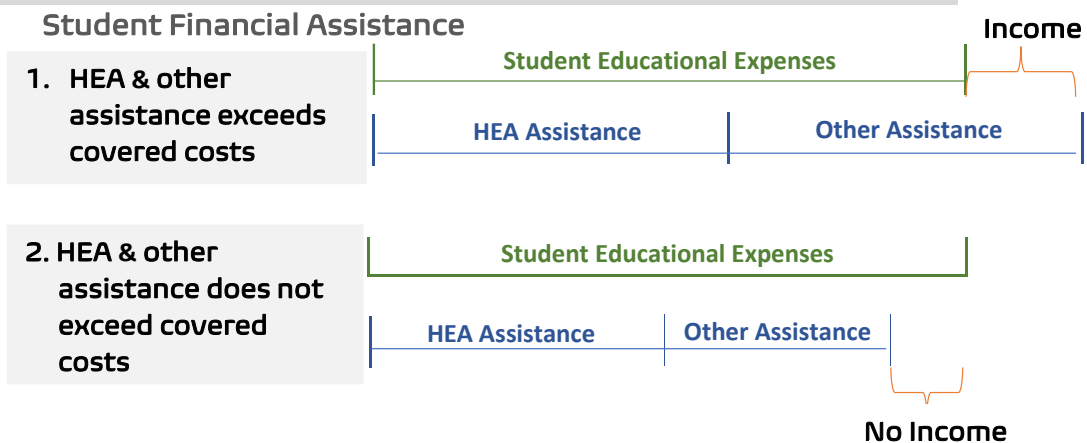 Student Financial Assistance
Income
1. HEA & other
assistance exceeds
covered costs
Student Educational Expenses
HEA Assistance
Other Assistance
2. HEA & other
assistance does not
exceed covered
costs
Student Educational Expenses
HEA Assistance
Other Assistance
No Income